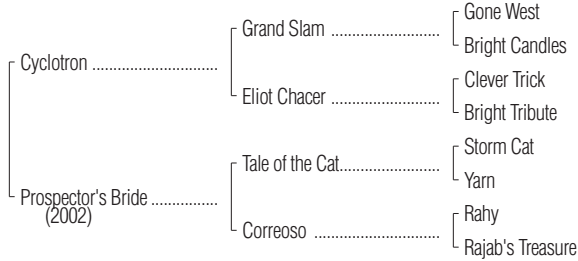 Gone West
Grand Slam ..........................
Bright Candles
Cyclotron ..............................
Clever Trick
Eliot Chacer ..........................
Bright Tribute
Storm Cat
Tale of the Cat........................
Yarn
Prospector's Bride ................
(2002)
Rahy
Correoso ..............................
Rajab's Treasure